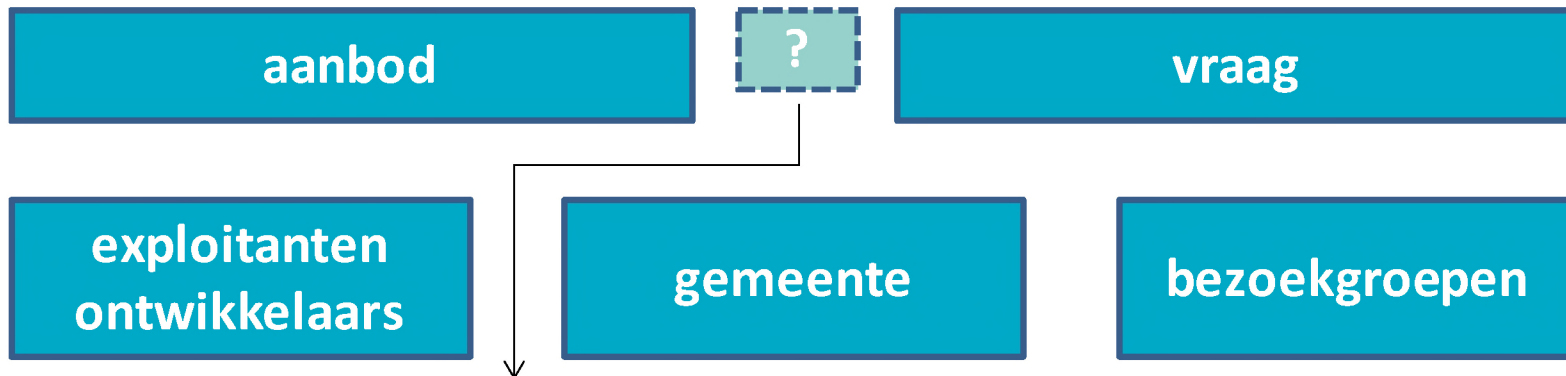 aanbod
?
vraag
exploitanten
ontwikkelaars
gemeente
bezoekgroepen